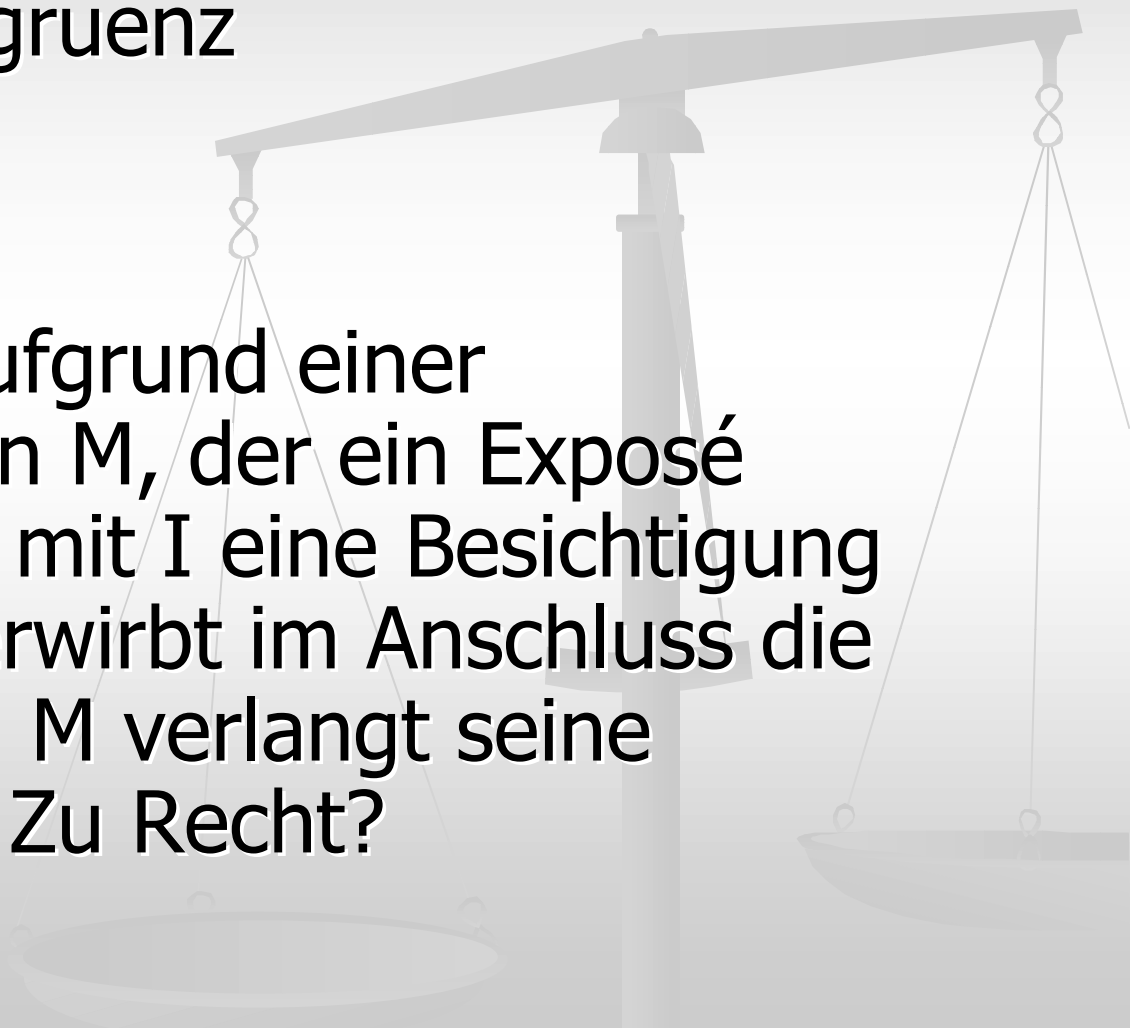 gruenz
ufgrund einer
n M, der ein Exposé
mit I eine Besichtigung
rwirbt im Anschluss die
M verlangt seine
Zu Recht?